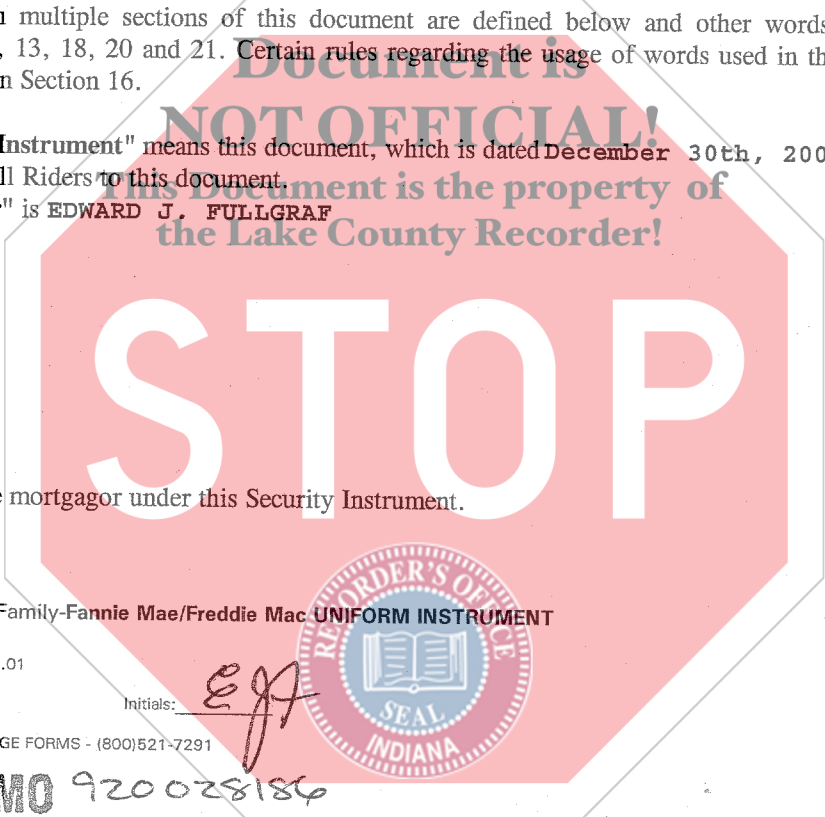 multiple sections of this document are defined below and other words
, 13, 18, 20 and 21. Certain rules regarding the usage of words used in th
n Section 16.
Document is
NOT OFFICIAL!
Instrument" means this document, which is dated December 30th, 200
ll Riders to this document.
This Document is the property of
" is EDWARD J. FULLGRAF
the Lake County Recorder!
STOP
e mortgagor under this Security Instrument.
Family-Fannie Mae/Freddie Mac UNIFORM INSTRUMENT
.01
Initials: EJF
GE FORMS - (800)521-7291
MO 920028186
RECORDER'S OFFICE
SEAL
INDIANA